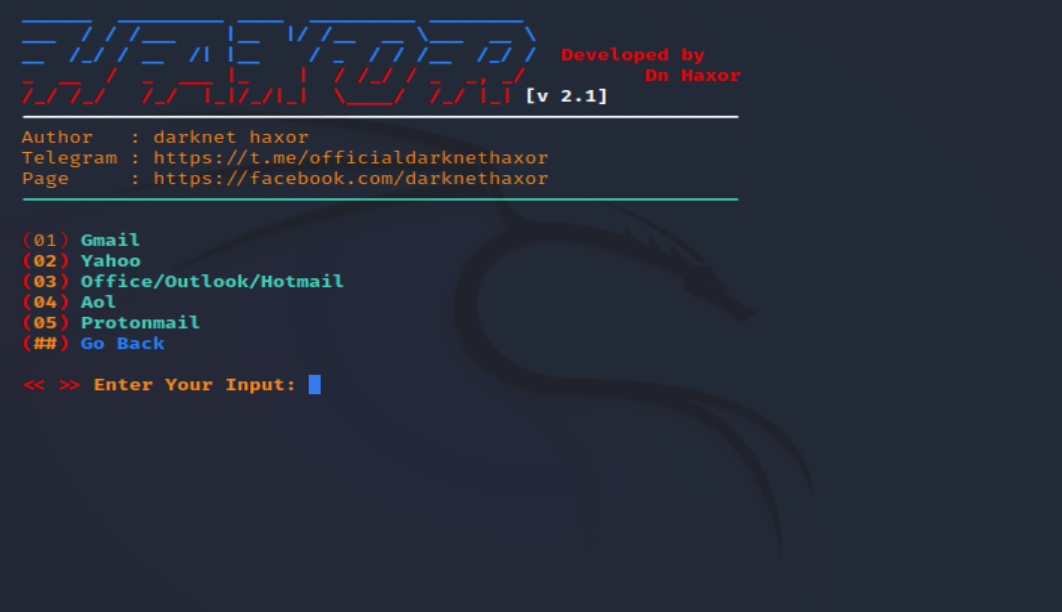 HAXOR
Developed by
Dn Haxor
[v 2.1]
Author : darknet haxor
Telegram : https://t.me/officialdarknethaxor
Page : https://facebook.com/darknethaxor
(01) Gmail
(02) Yahoo
(03) Office/Outlook/Hotmail
(04) Aol
(05) Protonmail
(##) Go Back
<< >> Enter Your Input: